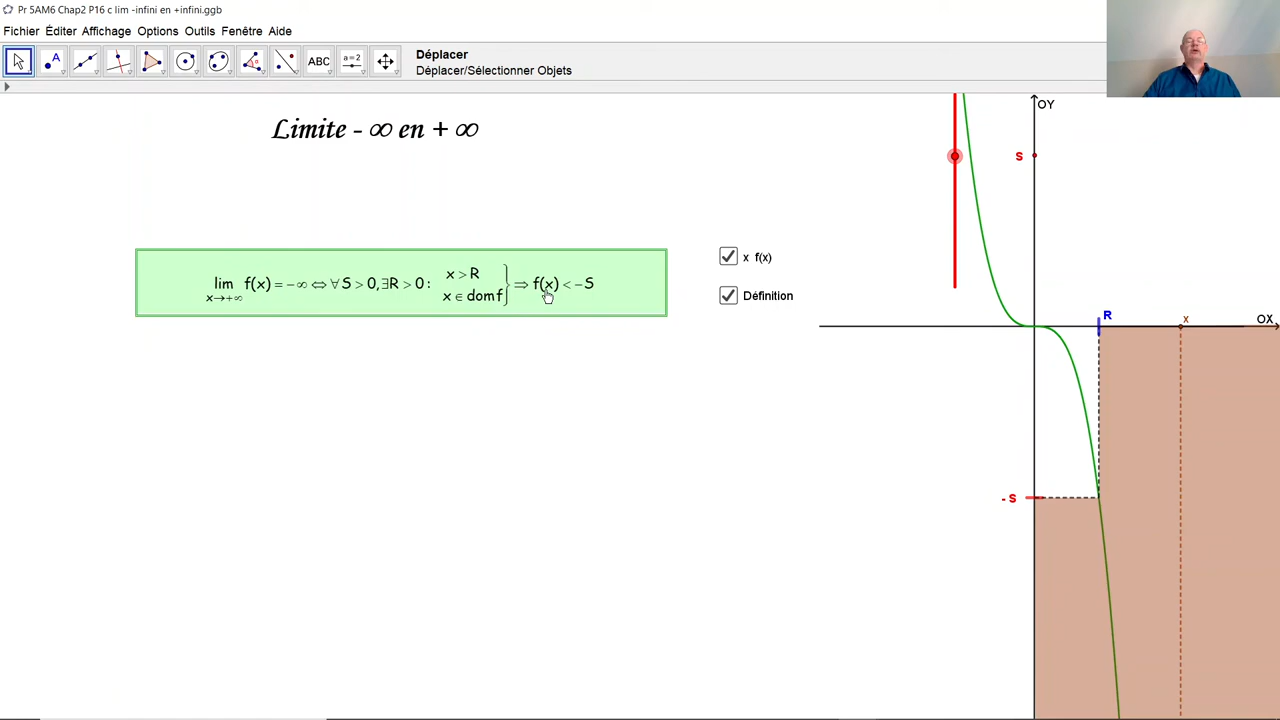 Pr 5AM6 Chap2 P16 c lim -infini en +infini.ggb
Fichier Éditer Affichage Options Outils Fenêtre Aide
A
ABC
a=2
Déplacer
Déplacer/Sélectionner Objets
Limite - ∞ en + ∞
lim f(x) = -∞ ⇔ ∀ S > 0, ∃R > 0 : x > R
x→+∞ x ∈ dom f } ⇒ f(x) < -S
x f(x)
Définition
OY
S
R
x
OX
- S